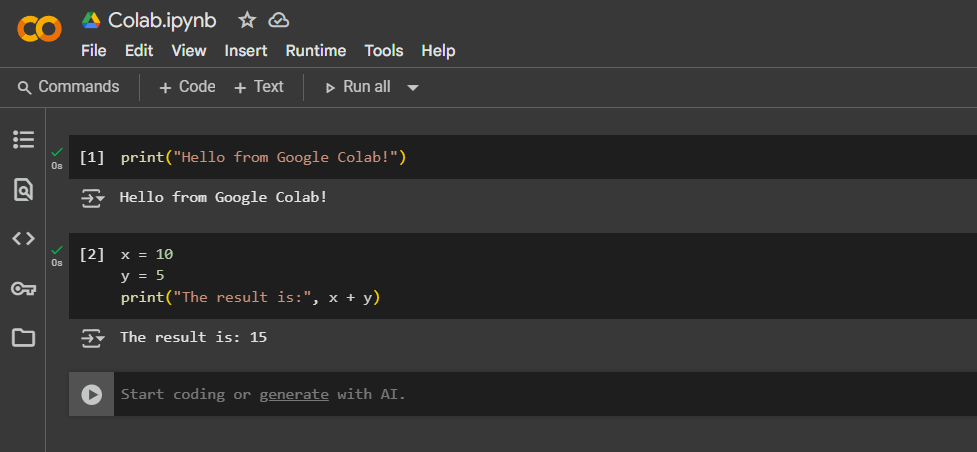 Colab.ipynb
File Edit View Insert Runtime Tools Help
Commands + Code + Text Run all
[1] print("Hello from Google Colab!")
0s
Hello from Google Colab!
[2] x = 10
0s
y = 5
print("The result is:", x + y)
The result is: 15
Start coding or generate with AI.